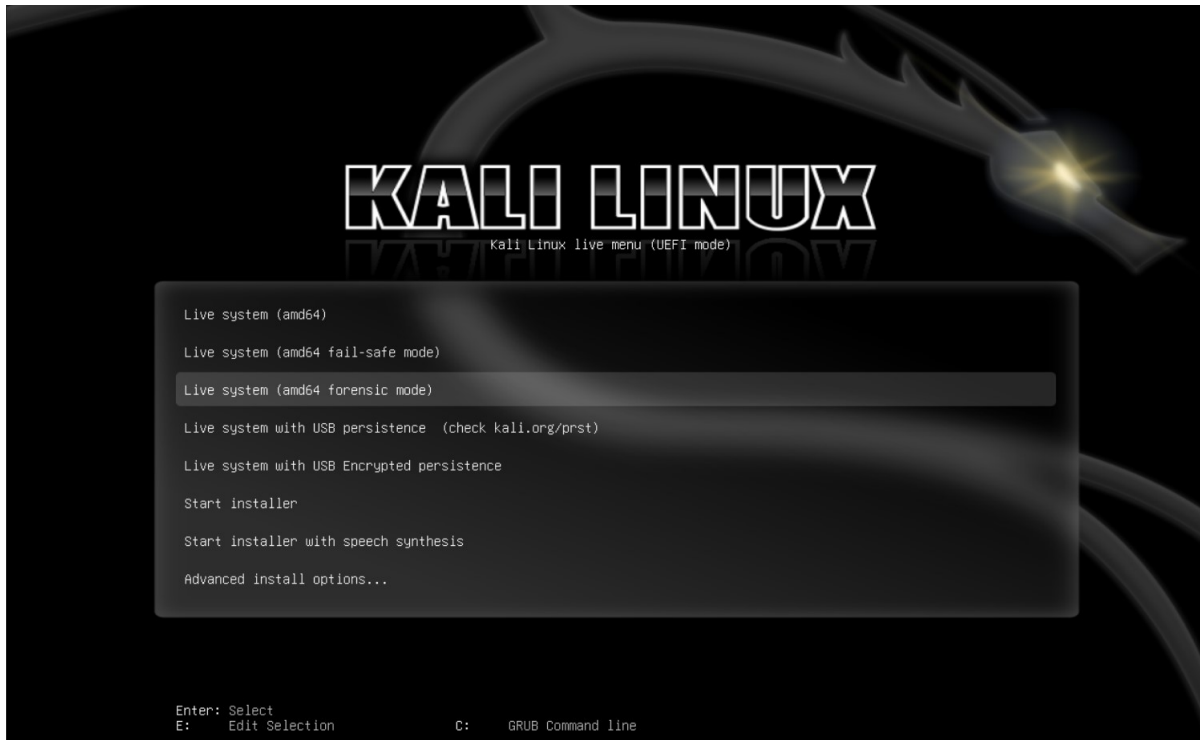 KALI LINUX
Kali Linux live menu (UEFI mode)
Live system (amd64)
Live system (amd64 fail-safe mode)
Live system (amd64 forensic mode)
Live system with USB persistence  (check kali.org/prst)
Live system with USB Encrypted persistence
Start installer
Start installer with speech synthesis
Advanced install options...
Enter: Select
E: Edit Selection C: GRUB Command line